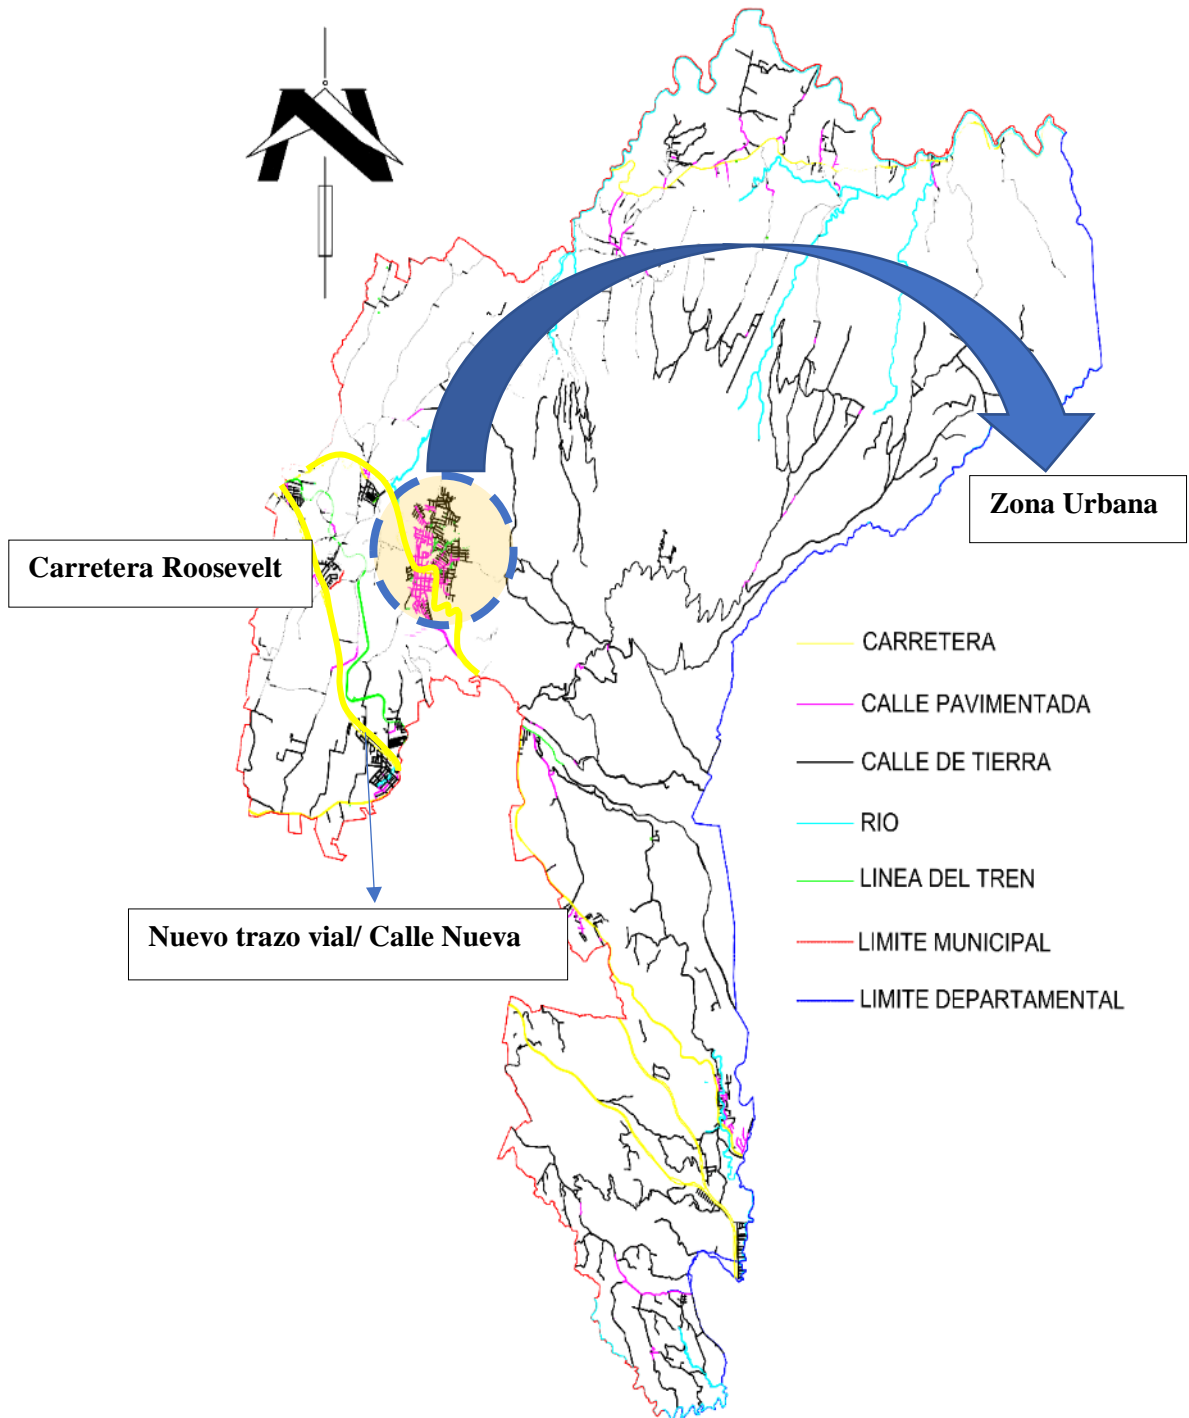 N
Zona Urbana
Carretera Roosevelt
CARRETERA
CALLE PAVIMENTADA
CALLE DE TIERRA
RIO
LINEA DEL TREN
Nuevo trazo vial/ Calle Nueva
LIMITE MUNICIPAL
LIMITE DEPARTAMENTAL